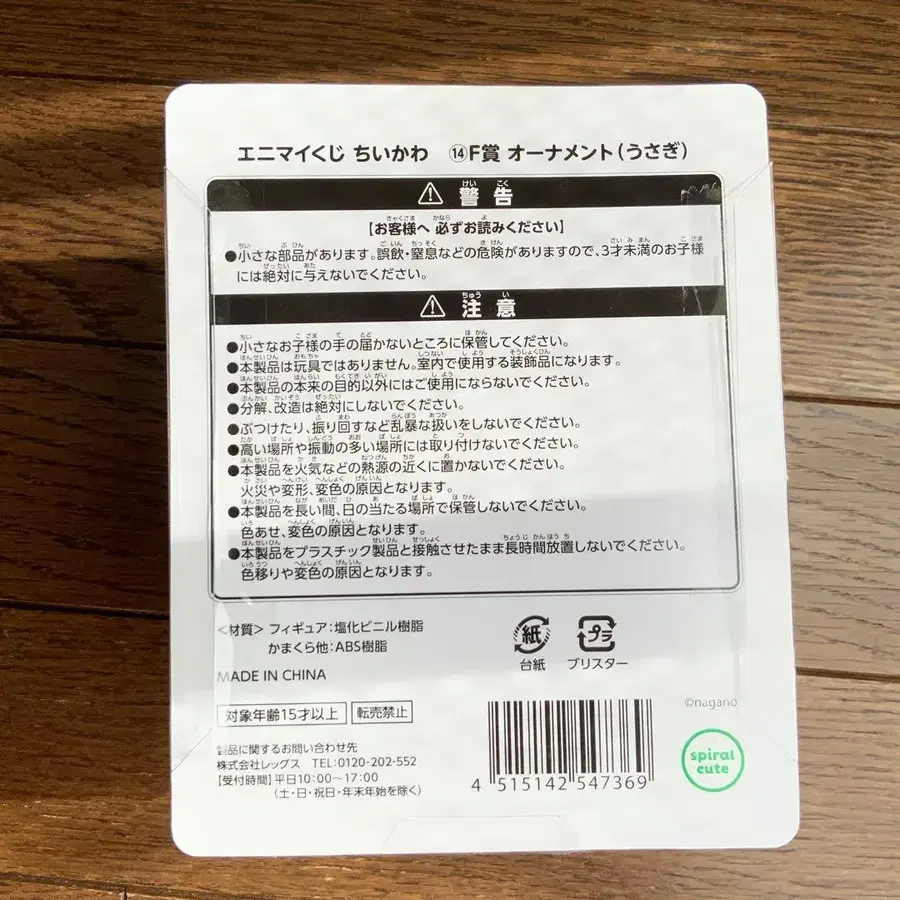 エニマイくじ ちいかわ ⑭F賞 オーナメント(うさぎ)
⚠ 警告
【お客様へ 必ずお読みください】
●小さな部品があります。誤飲・窒息などの危険がありますので、3才未満のお子様
には絶対に与えないでください。
⚠ 注意
●小さなお子様の手の届かないところに保管してください。
●本製品は玩具ではありません。室内で使用する装飾品になります。
●本製品の本来の目的以外にはご使用にならないでください。
●分解、改造は絶対にしないでください。
●ぶつけたり、振り回すなど乱暴な扱いをしないでください。
●高い場所や振動の多い場所には取り付けないでください。
●本製品を火気などの熱源の近くに置かないでください。
火災や変形、変色の原因となります。
●本製品を長い間、日の当たる場所で保管しないでください。
色あせ、変色の原因となります。
●本製品をプラスチック製品と接触させたまま長時間放置しないでください。
色移りや変色の原因となります。
<材質> フィギュア:塩化ビニル樹脂
かまくら他:ABS樹脂
MADE IN CHINA
紙
台紙
プラ
ブリスター
対象年齢15才以上 転売禁止
製品に関するお問い合わせ先
株式会社レッグス TEL:0120-202-552
【受付時間】平日10:00〜17:00
(土・日・祝日・年末年始を除く)
4 515142 547369
©nagano
spiral
cute